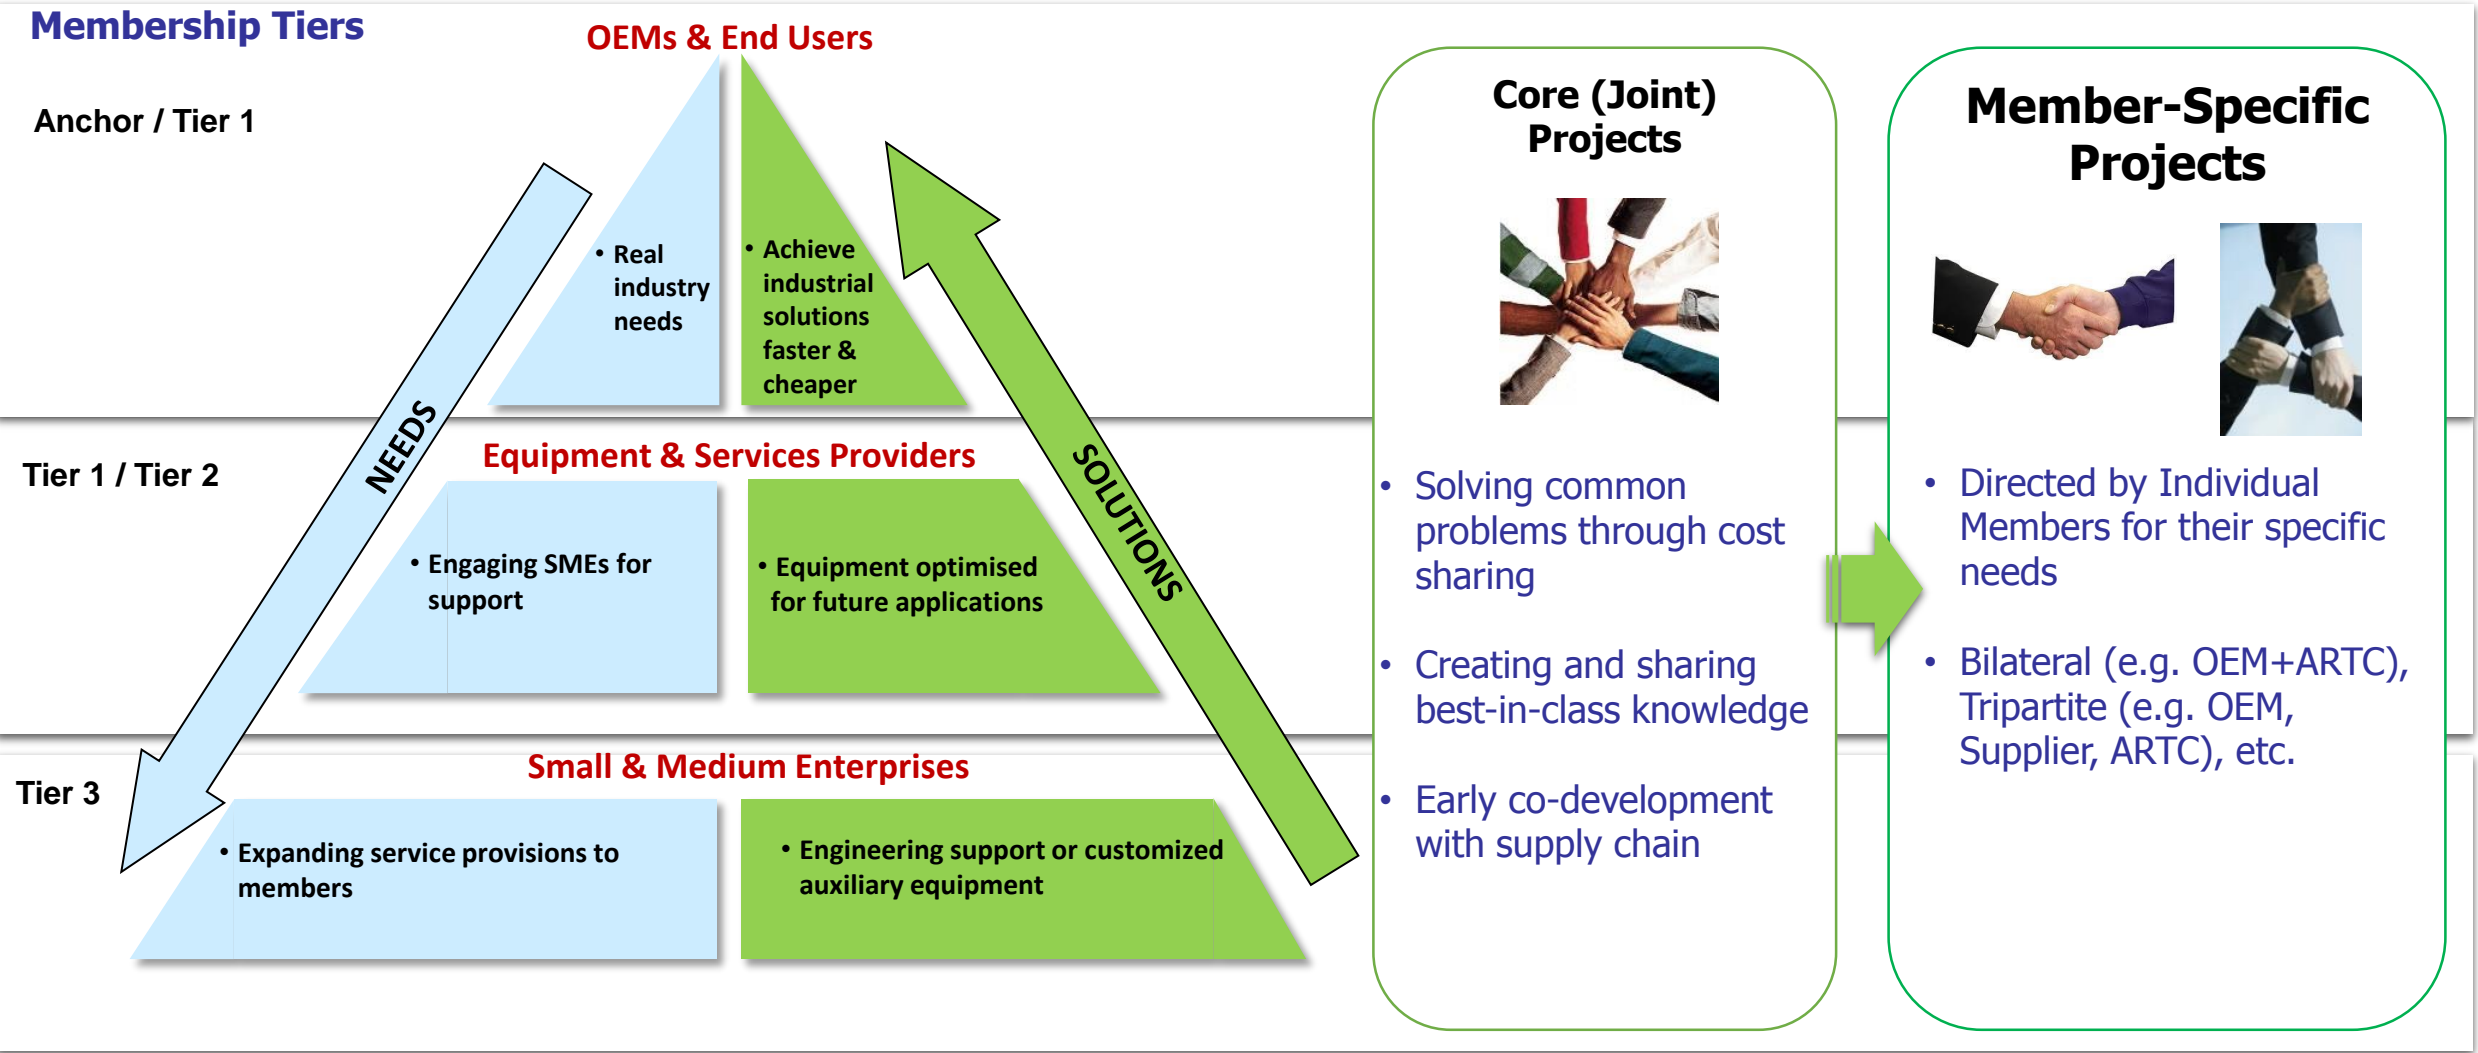 Membership Tiers
OEMs & End Users
Anchor / Tier 1
• Real
industry
needs
• Achieve
industrial
solutions
faster &
cheaper
NEEDS
SOLUTIONS
Tier 1 / Tier 2
Equipment & Services Providers
• Engaging SMEs for
support
• Equipment optimised
for future applications
Tier 3
Small & Medium Enterprises
• Expanding service provisions to
members
• Engineering support or customized
auxiliary equipment
Core (Joint)
Projects
• Solving common
problems through cost
sharing
• Creating and sharing
best-in-class knowledge
• Early co-development
with supply chain
Member-Specific
Projects
• Directed by Individual
Members for their specific
needs
• Bilateral (e.g. OEM+ARTC),
Tripartite (e.g. OEM,
Supplier, ARTC), etc.